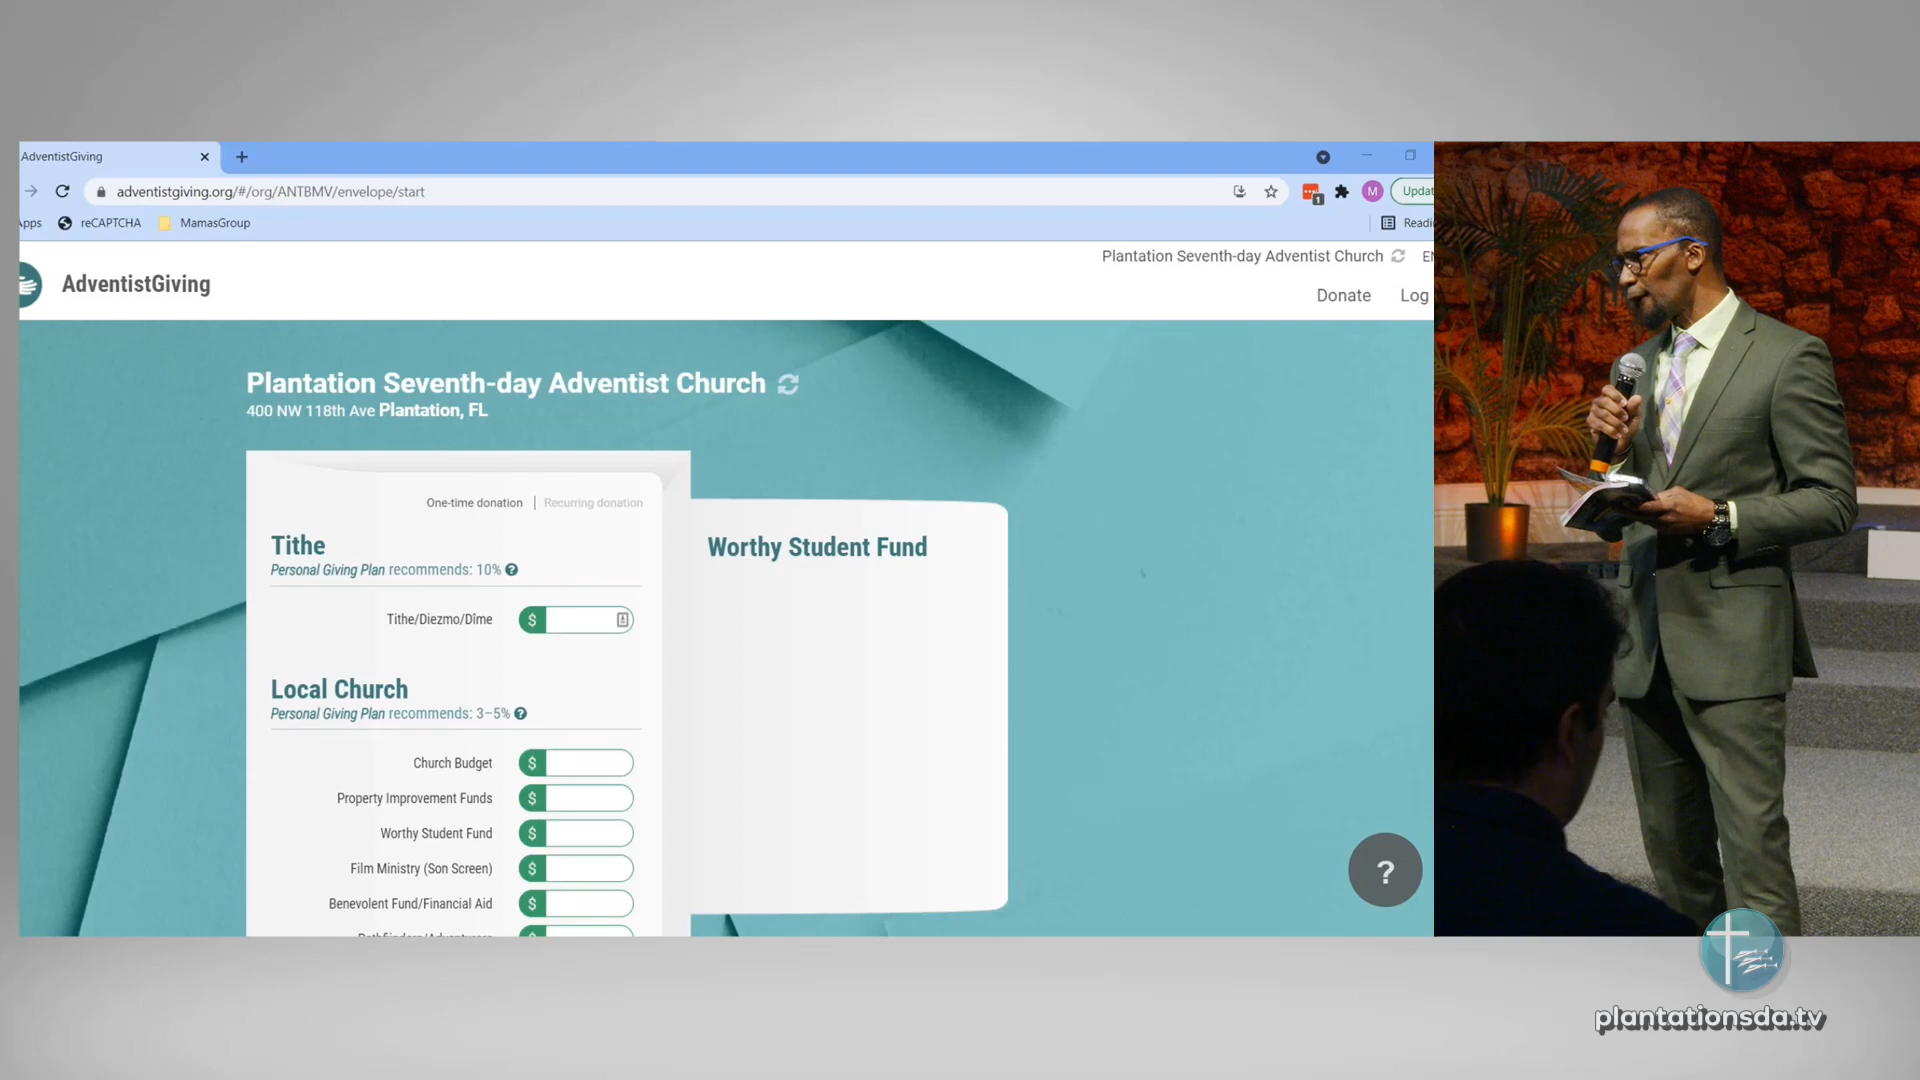 AdventistGiving
adventistgiving.org/#/org/ANTBMV/envelope/start
1
M
reCAPTCHA
MamasGroup
Plantation Seventh-day Adventist Church
AdventistGiving
Donate
Log
Plantation Seventh-day Adventist Church
400 NW 118th Ave Plantation, FL
One-time donation | Recurring donation
Tithe
Personal Giving Plan recommends: 10% ?
Tithe/Diezmo/Dîme $
Worthy Student Fund
Local Church
Personal Giving Plan recommends: 3–5% ?
Church Budget $
Property Improvement Funds $
Worthy Student Fund $
Film Ministry (Son Screen) $
Benevolent Fund/Financial Aid $
?
plantationsda.tv